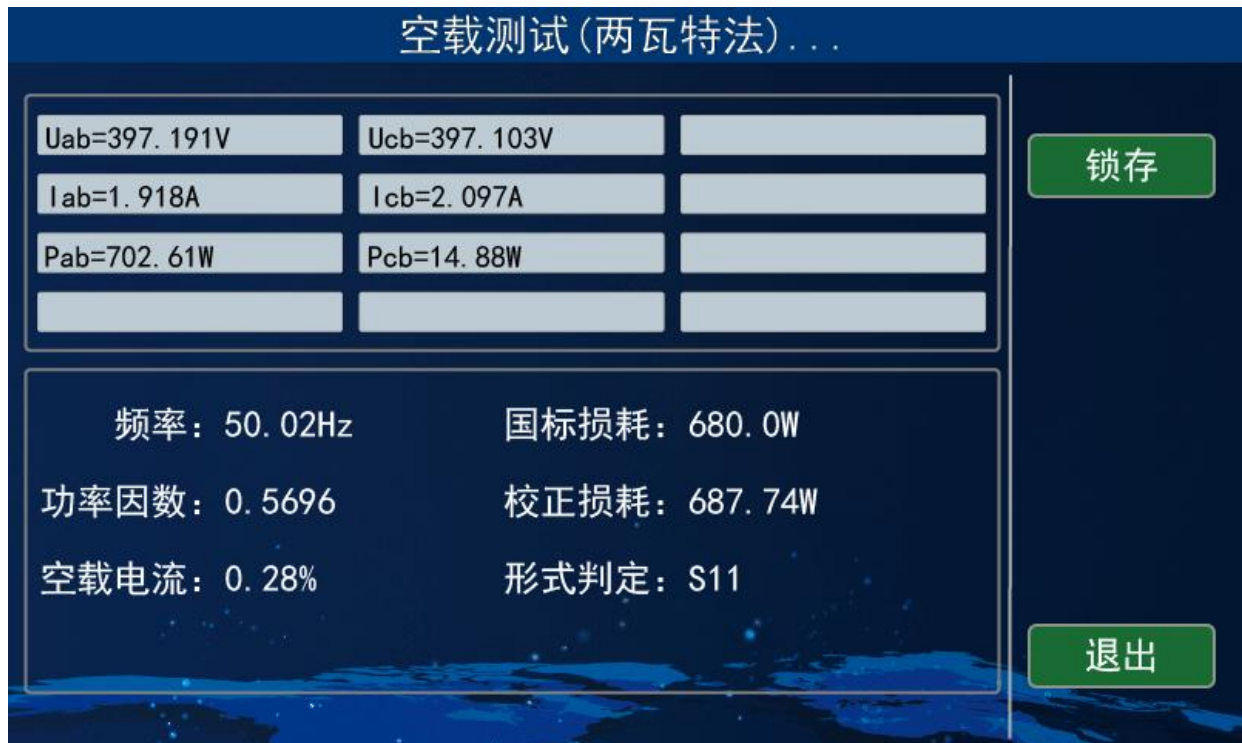 空载测试(两瓦特法)...
Uab=397.191V Ucb=397.103V
Iab=1.918A Icb=2.097A
锁存
Pab=702.61W Pcb=14.88W
频率：50.02Hz 国标损耗：680.0W
功率因数：0.5696 校正损耗：687.74W
空载电流：0.28% 形式判定：S11
退出